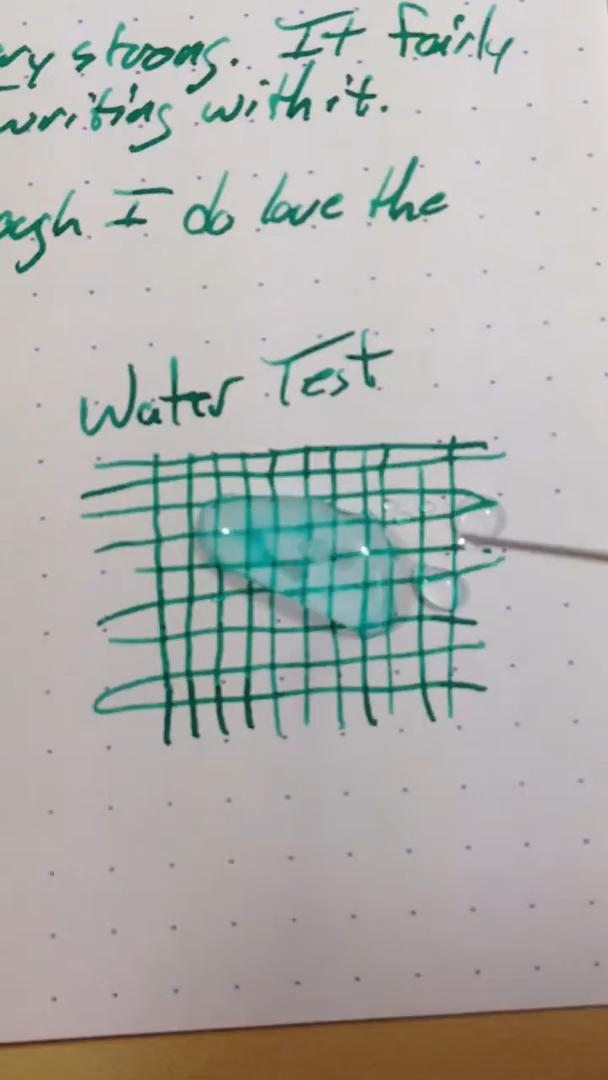 strong. It fairly
writing with it.
I do love the
Water Test